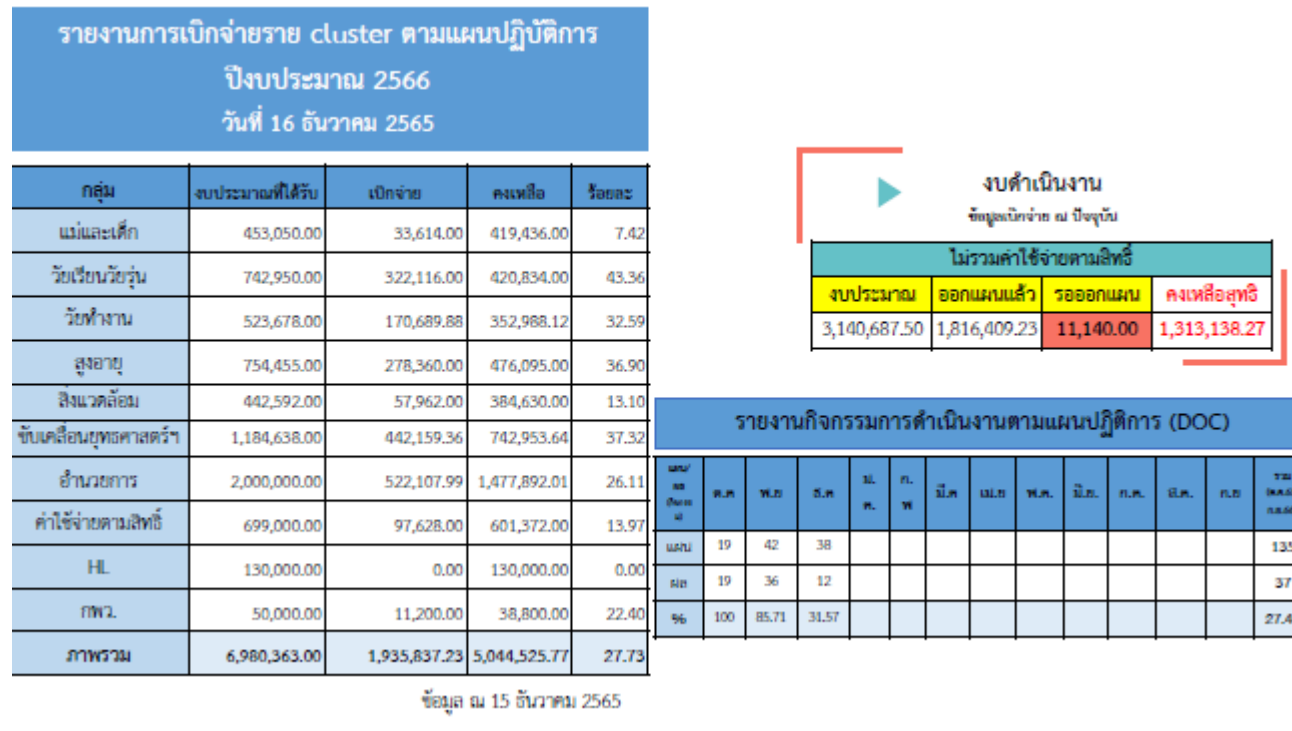 รายงานการเบิกจ่ายราย cluster ตามแผนปฏิบัติการ
ปีงบประมาณ 2566
วันที่ 16 ธันวาคม 2565
กลุ่ม งบประมาณที่ได้รับ เบิกจ่าย คงเหลือ ร้อยละ
แม่และเด็ก 453,050.00 33,614.00 419,436.00 7.42
วัยเรียนวัยรุ่น 742,950.00 322,116.00 420,834.00 43.36
วัยทำงาน 523,678.00 170,689.88 352,988.12 32.59
สูงอายุ 754,455.00 278,360.00 476,095.00 36.90
สิ่งแวดล้อม 442,592.00 57,962.00 384,630.00 13.10
ขับเคลื่อนยุทธศาสตร์ฯ 1,184,638.00 442,159.36 742,953.64 37.32
อำนวยการ 2,000,000.00 522,107.99 1,477,892.01 26.11
ค่าใช้จ่ายตามสิทธิ์ 699,000.00 97,628.00 601,372.00 13.97
HL 130,000.00 0.00 130,000.00 0.00
กพว. 50,000.00 11,200.00 38,800.00 22.40
ภาพรวม 6,980,363.00 1,935,837.23 5,044,525.77 27.73
ข้อมูล ณ 15 ธันวาคม 2565
งบดำเนินงาน
ข้อมูลเบิกจ่าย ณ ปัจจุบัน
ไม่รวมค่าใช้จ่ายตามสิทธิ์
งบประมาณ ออกแผนแล้ว รอออกแผน คงเหลือสุทธิ
3,140,687.50 1,816,409.23 11,140.00 1,313,138.27
รายงานกิจกรรมการดำเนินงานตามแผนปฏิติการ (DOC)
แผน/ผล ต.ค พ.ย ธ.ค ม.ค. ก.พ มี.ค เม.ย พ.ค. มิ.ย. ก.ค. ส.ค. ก.ย รวม
แผน 19 42 38 135
ผล 19 36 12 37
% 100 85.71 31.57 27.4